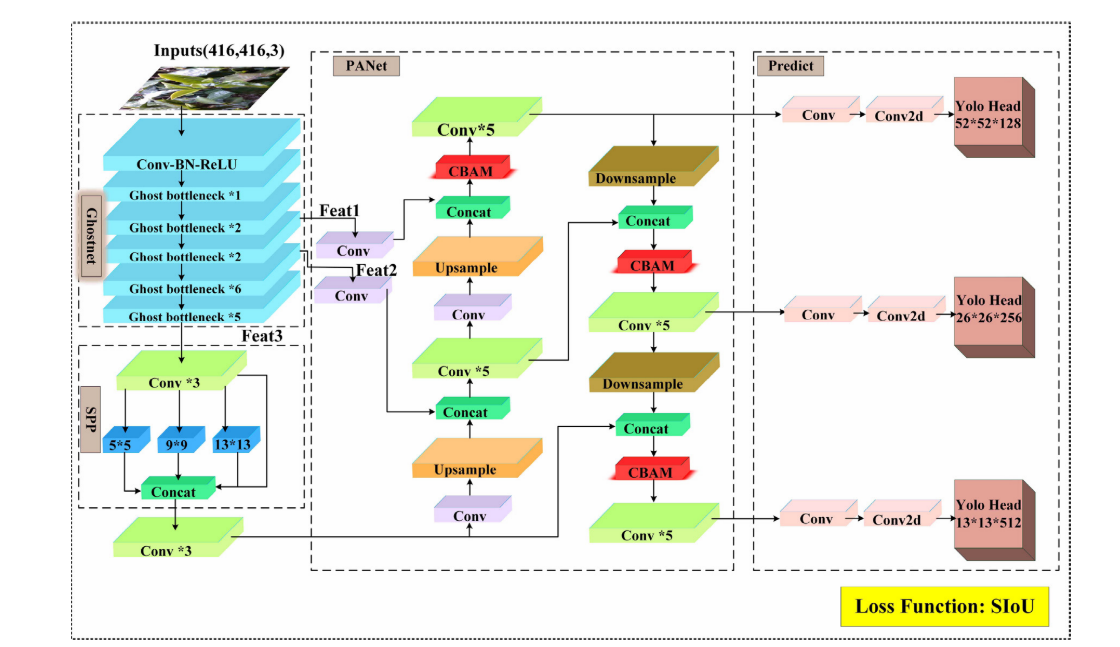 Inputs(416,416,3)
Ghostnet
Conv-BN-ReLU
Ghost bottleneck *1
Ghost bottleneck *2
Ghost bottleneck *2
Ghost bottleneck *6
Ghost bottleneck *5
Feat1
Feat2
Feat3
SPP
Conv *3
5*5
9*9
13*13
Concat
Conv *3
PANet
Conv
Conv
Conv*5
CBAM
Concat
Upsample
Conv
Conv *5
Concat
Upsample
Conv
Downsample
Concat
CBAM
Conv *5
Downsample
Concat
CBAM
Conv *5
Predict
Conv
Conv2d
Yolo Head
52*52*128
Conv
Conv2d
Yolo Head
26*26*256
Conv
Conv2d
Yolo Head
13*13*512
Loss Function: SIoU